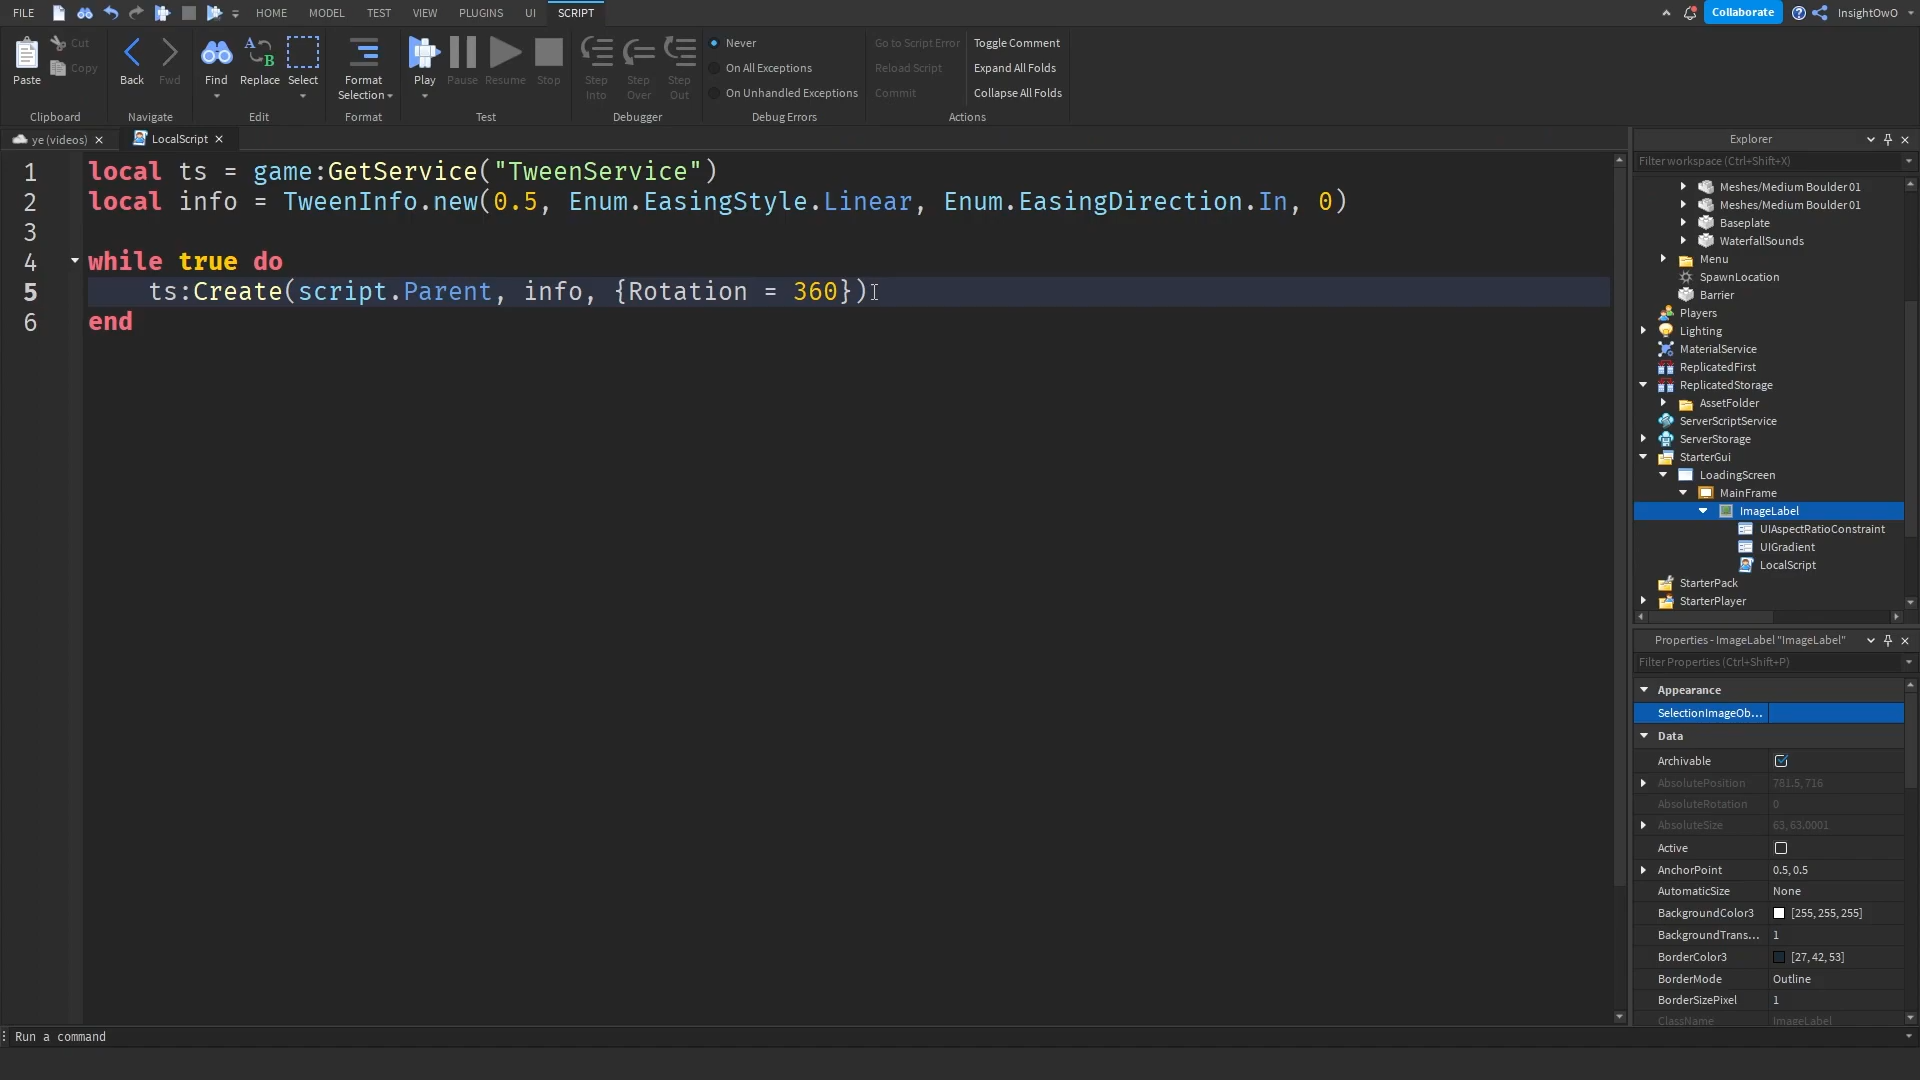 FILE HOME MODEL TEST VIEW PLUGINS UI SCRIPT Collaborate InsightOwO
Paste Cut Copy Back Fwd Find Replace Select Format Selection Play Pause Resume Stop Step Into Step Over Step Out
Never
On All Exceptions
On Unhandled Exceptions
Go to Script Error
Reload Script
Commit
Toggle Comment
Expand All Folds
Collapse All Folds
Clipboard Navigate Edit Format Test Debugger Debug Errors Actions
ye (videos) LocalScript
1 local ts = game:GetService("TweenService")
2 local info = TweenInfo.new(0.5, Enum.EasingStyle.Linear, Enum.EasingDirection.In, 0)
3
4 while true do
5 ts:Create(script.Parent, info, {Rotation = 360})
6 end
Explorer
Filter workspace (Ctrl+Shift+X)
Meshes/Medium Boulder 01
Meshes/Medium Boulder 01
Baseplate
WaterfallSounds
Menu
SpawnLocation
Barrier
Players
Lighting
MaterialService
ReplicatedFirst
ReplicatedStorage
AssetFolder
ServerScriptService
ServerStorage
StarterGui
LoadingScreen
MainFrame
ImageLabel
UIAspectRatioConstraint
UIGradient
LocalScript
StarterPack
StarterPlayer
Properties - ImageLabel "ImageLabel"
Filter Properties (Ctrl+Shift+P)
Appearance
SelectionImageOb...
Data
Archivable
AbsolutePosition 781.5, 716
AbsoluteRotation 0
AbsoluteSize 63, 63.0001
Active
AnchorPoint 0.5, 0.5
AutomaticSize None
BackgroundColor3 [255, 255, 255]
BackgroundTrans... 1
BorderColor3 [27, 42, 53]
BorderMode Outline
BorderSizePixel 1
ClassName ImageLabel
Run a command